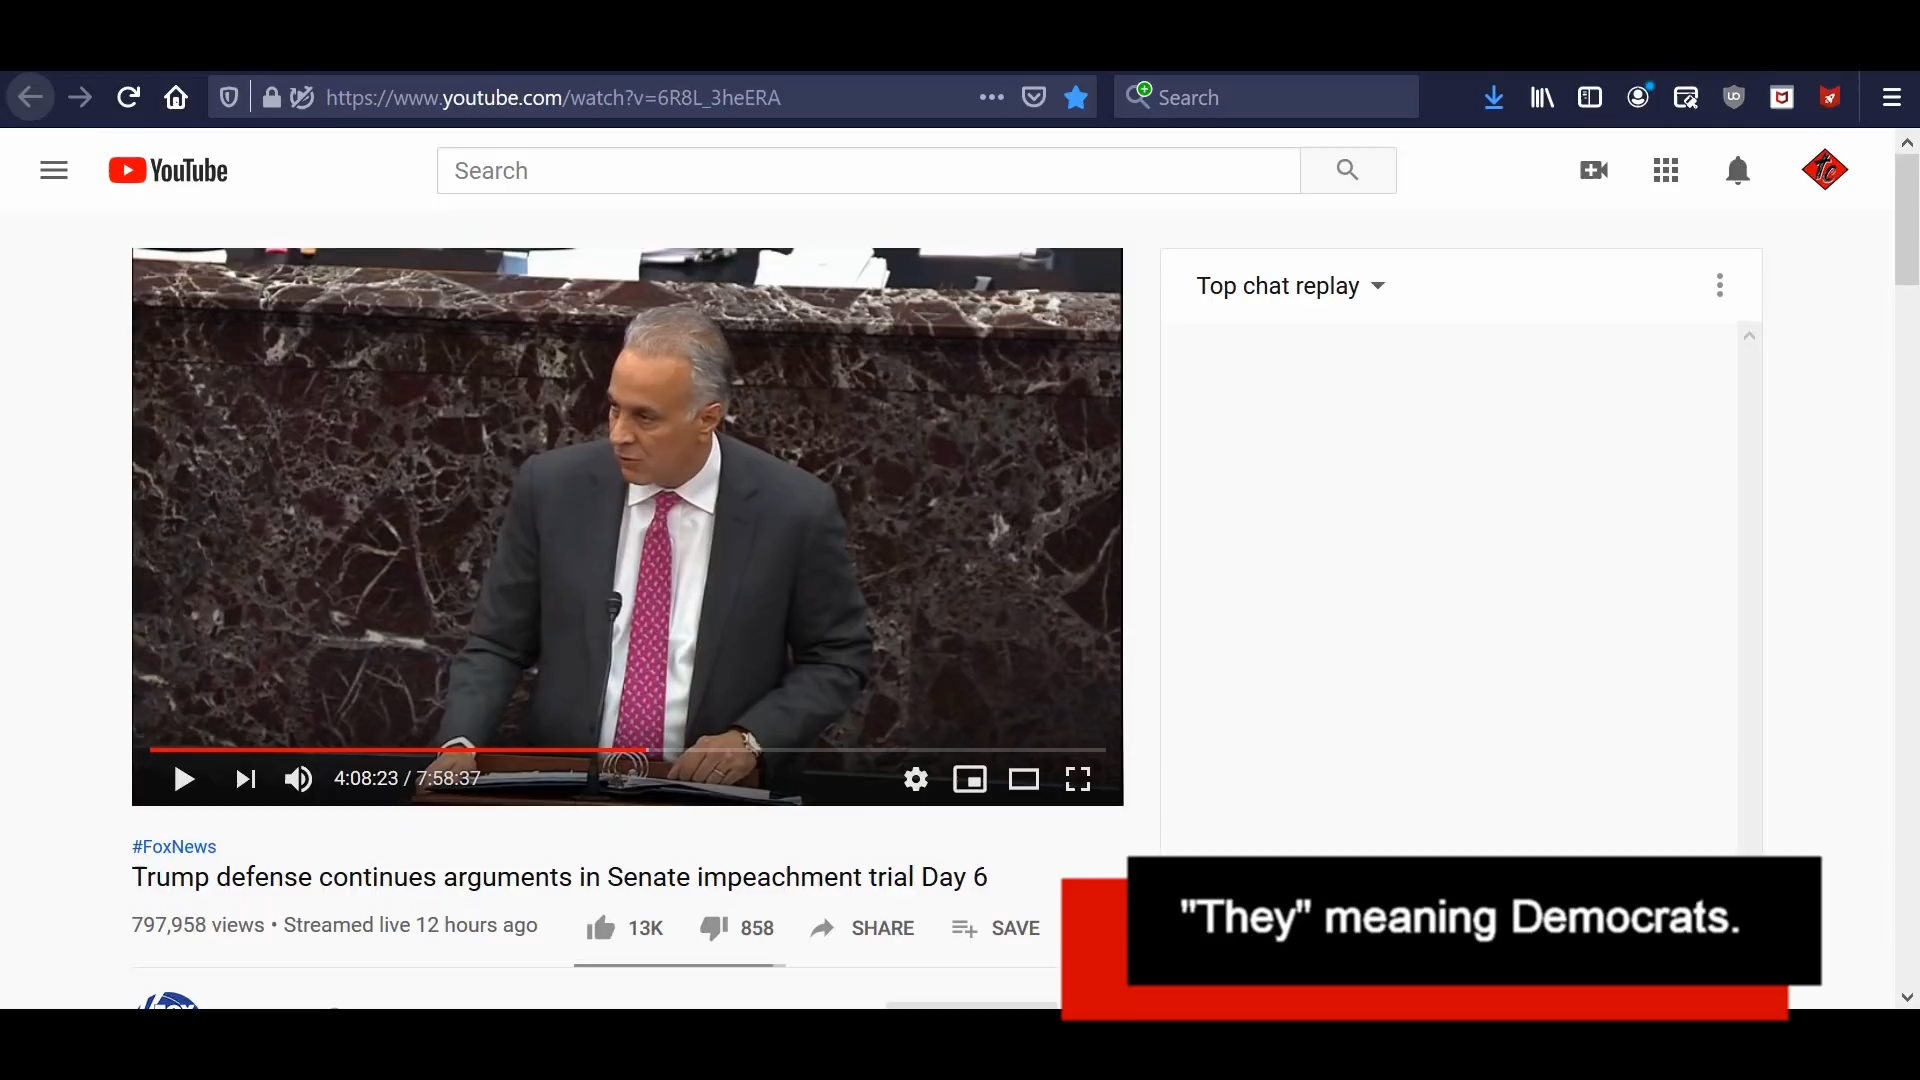 https://www.youtube.com/watch?v=6R8L_3heERA
Search
YouTube
Search
tc
Top chat replay
4:08:23 / 7:58:37
#FoxNews
Trump defense continues arguments in Senate impeachment trial Day 6
797,958 views • Streamed live 12 hours ago
13K
858
SHARE
SAVE
"They" meaning Democrats.